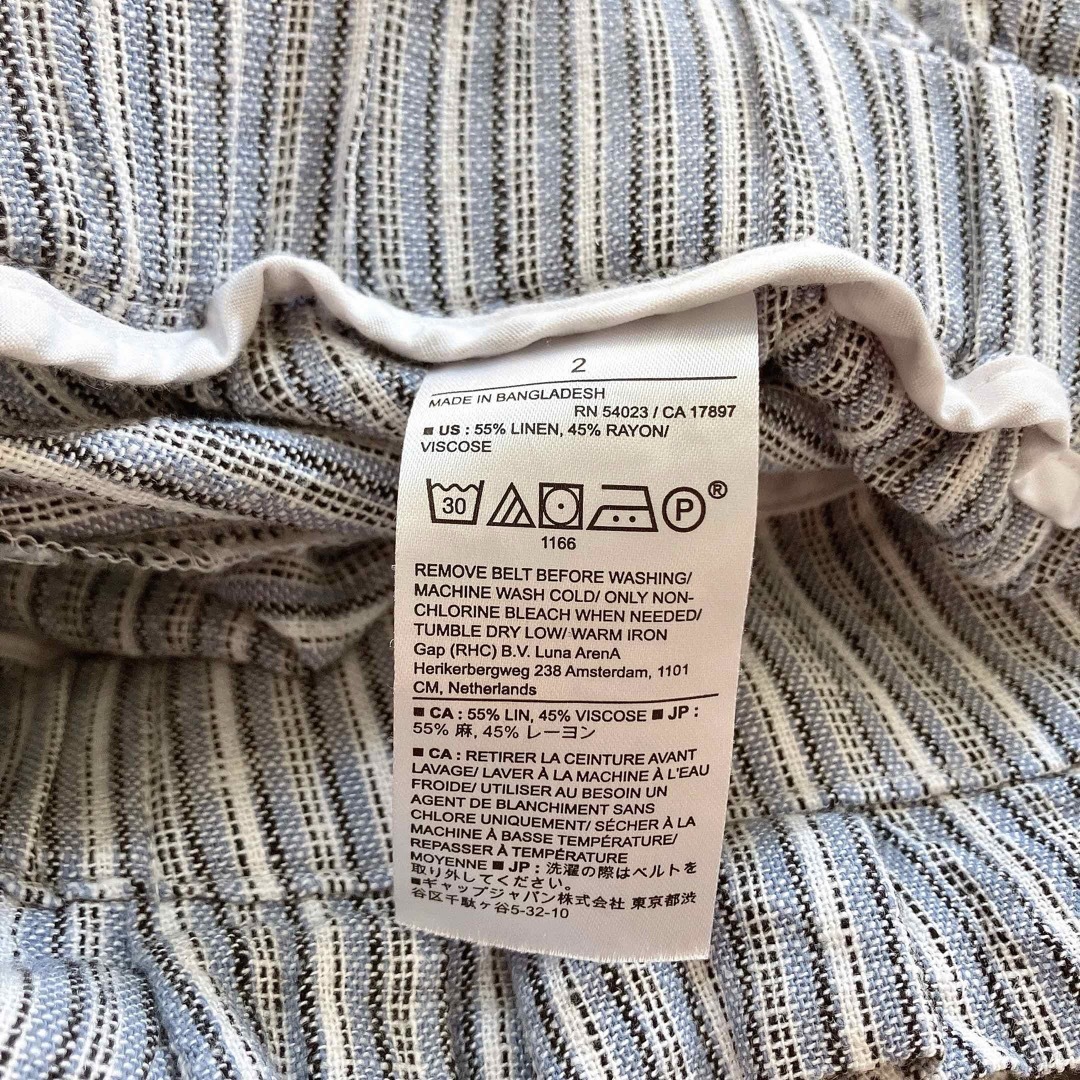 2
MADE IN BANGLADESH
RN 54023 / CA 17897
■ US : 55% LINEN, 45% RAYON/
VISCOSE
30
P®
1166
REMOVE BELT BEFORE WASHING/
MACHINE WASH COLD/ ONLY NON-
CHLORINE BLEACH WHEN NEEDED/
TUMBLE DRY LOW/ WARM IRON
Gap (RHC) B.V. Luna ArenA
Herikerbergweg 238 Amsterdam, 1101
CM, Netherlands
■ CA : 55% LIN, 45% VISCOSE ■ JP :
55% 麻, 45% レーヨン
■ CA : RETIRER LA CEINTURE AVANT
LAVAGE/ LAVER À LA MACHINE À L'EAU
FROIDE/ UTILISER AU BESOIN UN
AGENT DE BLANCHIMENT SANS
CHLORE UNIQUEMENT/ SÉCHER À LA
MACHINE À BASSE TEMPÉRATURE/
REPASSER À TEMPÉRATURE
MOYENNE ■ JP : 洗濯の際はベルトを
取り外してください。
■ギャップジャパン株式会社 東京都渋
谷区千駄ヶ谷5-32-10